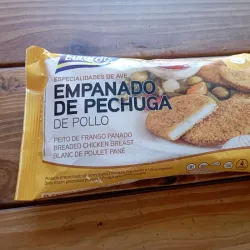 ESPECIALIDADES DE AVE
EMPANADO
DE PECHUGA
DE POLLO
PEITO DE FRANGO PANADO
BREADED CHICKEN BREAST
BLANC DE POULET PANÉ
4